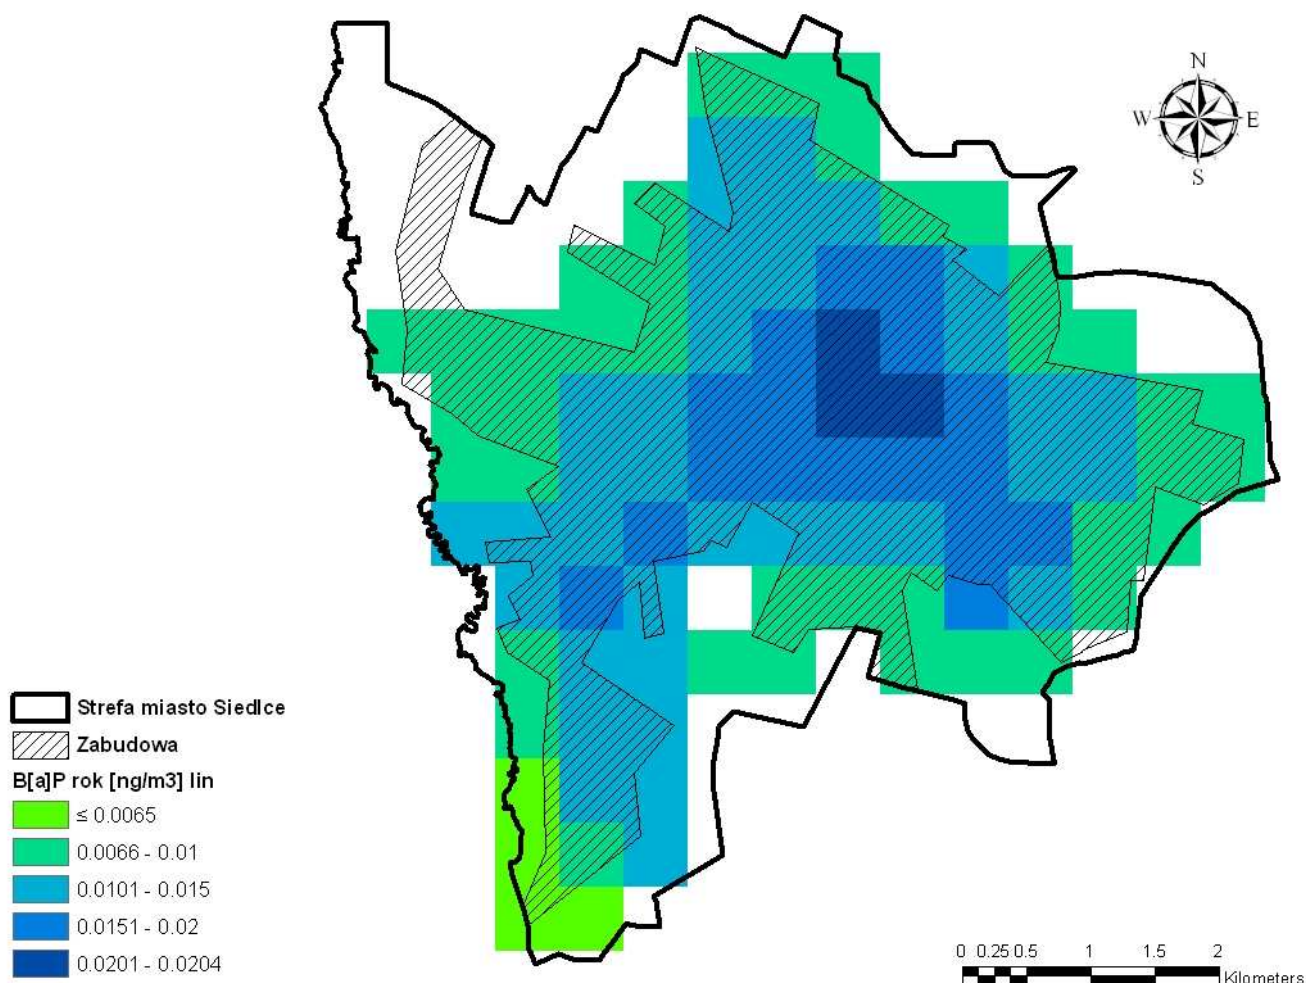 N
W E
S
Strefa miasto Siedlce
Zabudowa
B[a]P rok [ng/m3] lin
≤ 0.0065
0.0066 - 0.01
0.0101 - 0.015
0.0151 - 0.02
0.0201 - 0.0204
0 0.25 0.5 1 1.5 2
Kilometers